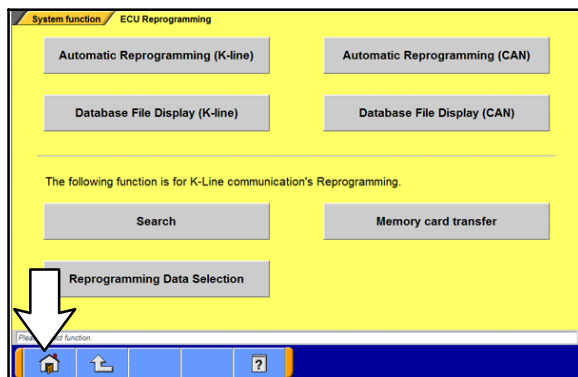 System function
ECU Reprogramming
Automatic Reprogramming (K-line)
Automatic Reprogramming (CAN)
Database File Display (K-line)
Database File Display (CAN)
The following function is for K-Line communication's Reprogramming.
Search
Memory card transfer
Reprogramming Data Selection
function.
?